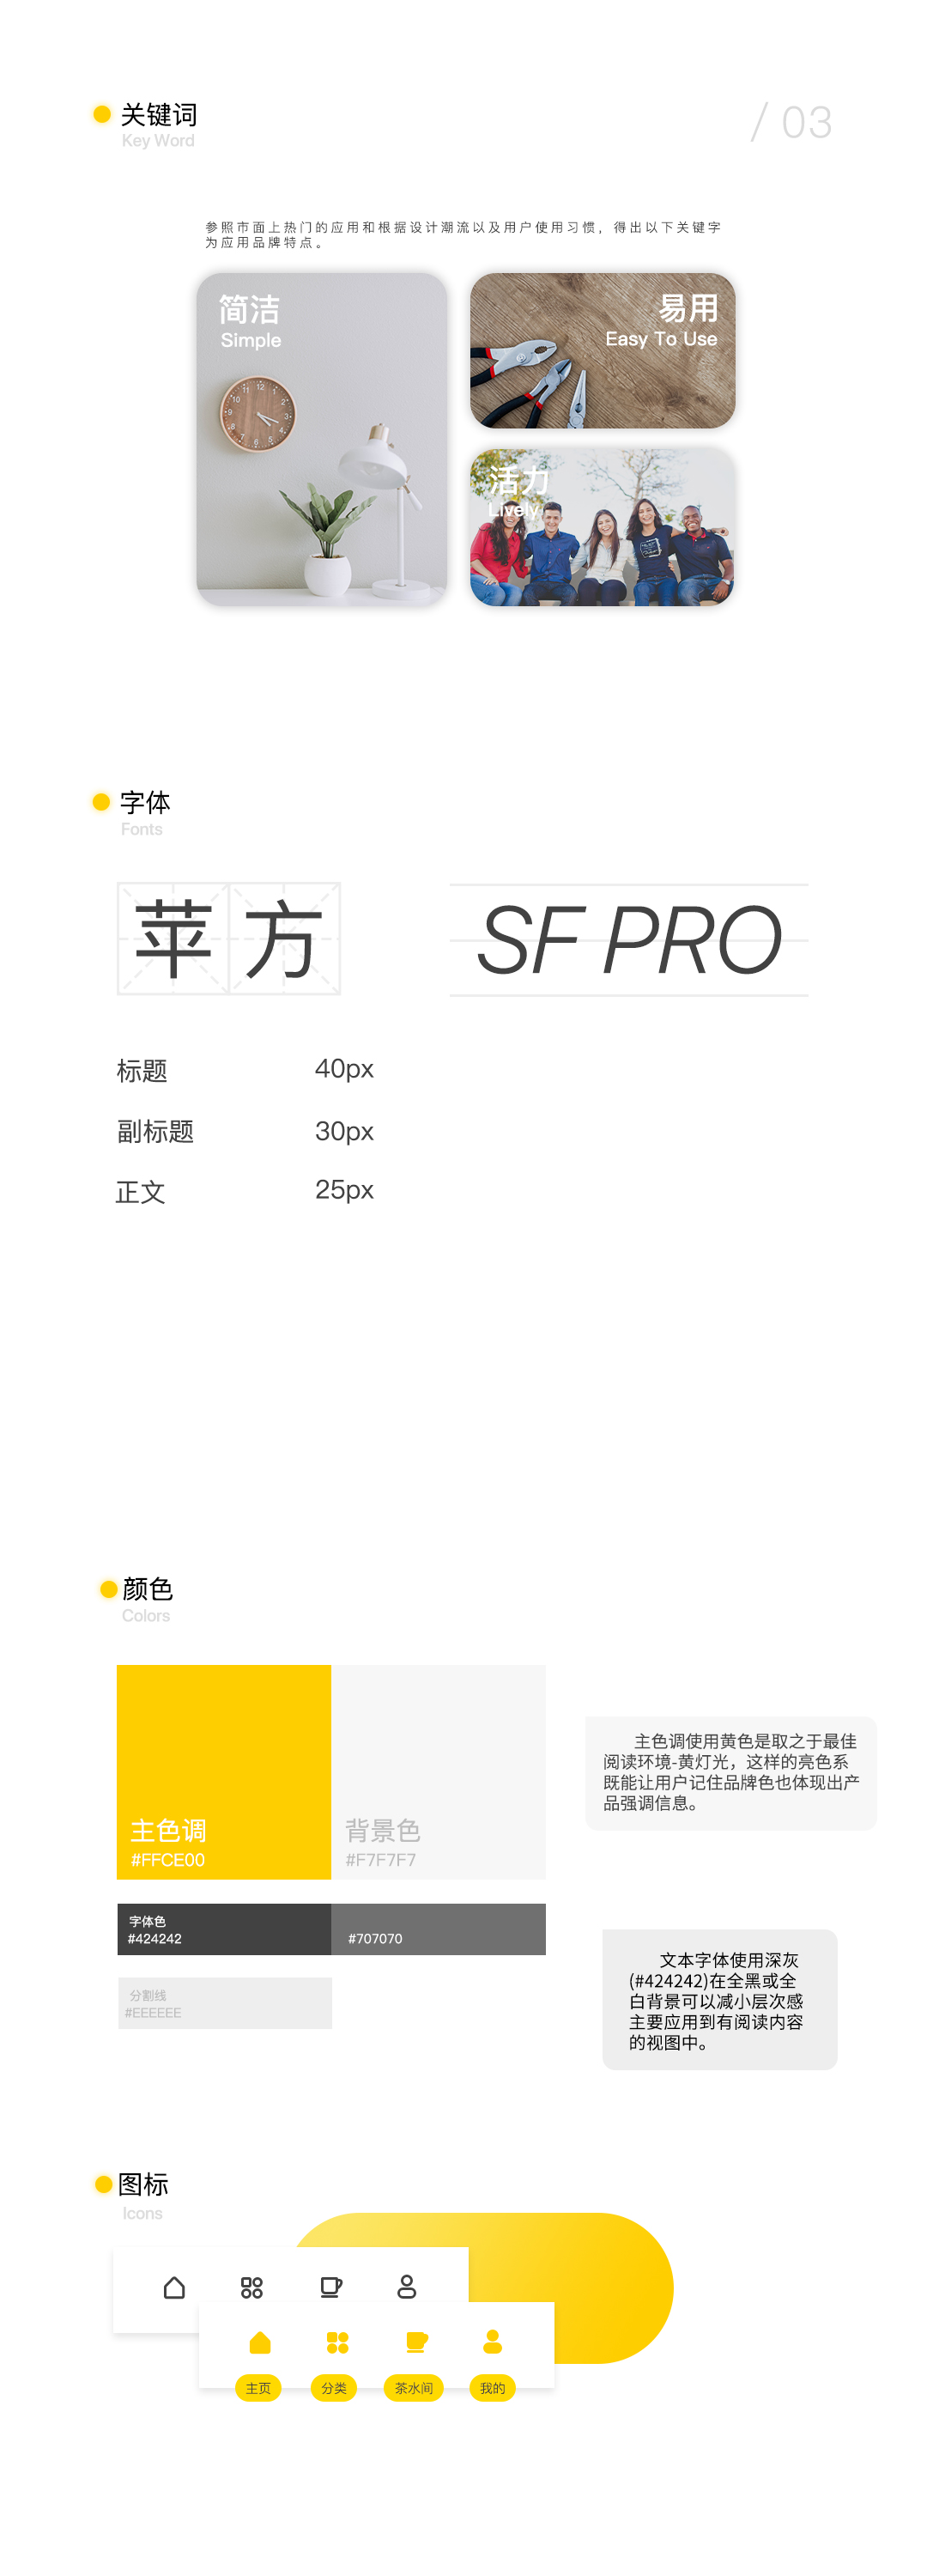 关键词
Key Word
/ 03
参照市面上热门的应用和根据设计潮流以及用户使用习惯，得出以下关键字
为应用品牌特点。
简洁
Simple
易用
Easy To Use
活力
Lively
字体
Fonts
苹方
SF PRO
标题 40px
副标题 30px
正文 25px
颜色
Colors
主色调
#FFCE00
背景色
#F7F7F7
主色调使用黄色是取之于最佳
阅读环境-黄灯光，这样的亮色系
既能让用户记住品牌色也体现出产
品强调信息。
字体色
#424242
#707070
分割线
#EEEEEE
文本字体使用深灰
(#424242)在全黑或全
白背景可以减小层次感
主要应用到有阅读内容
的视图中。
图标
Icons
主页 分类 茶水间 我的